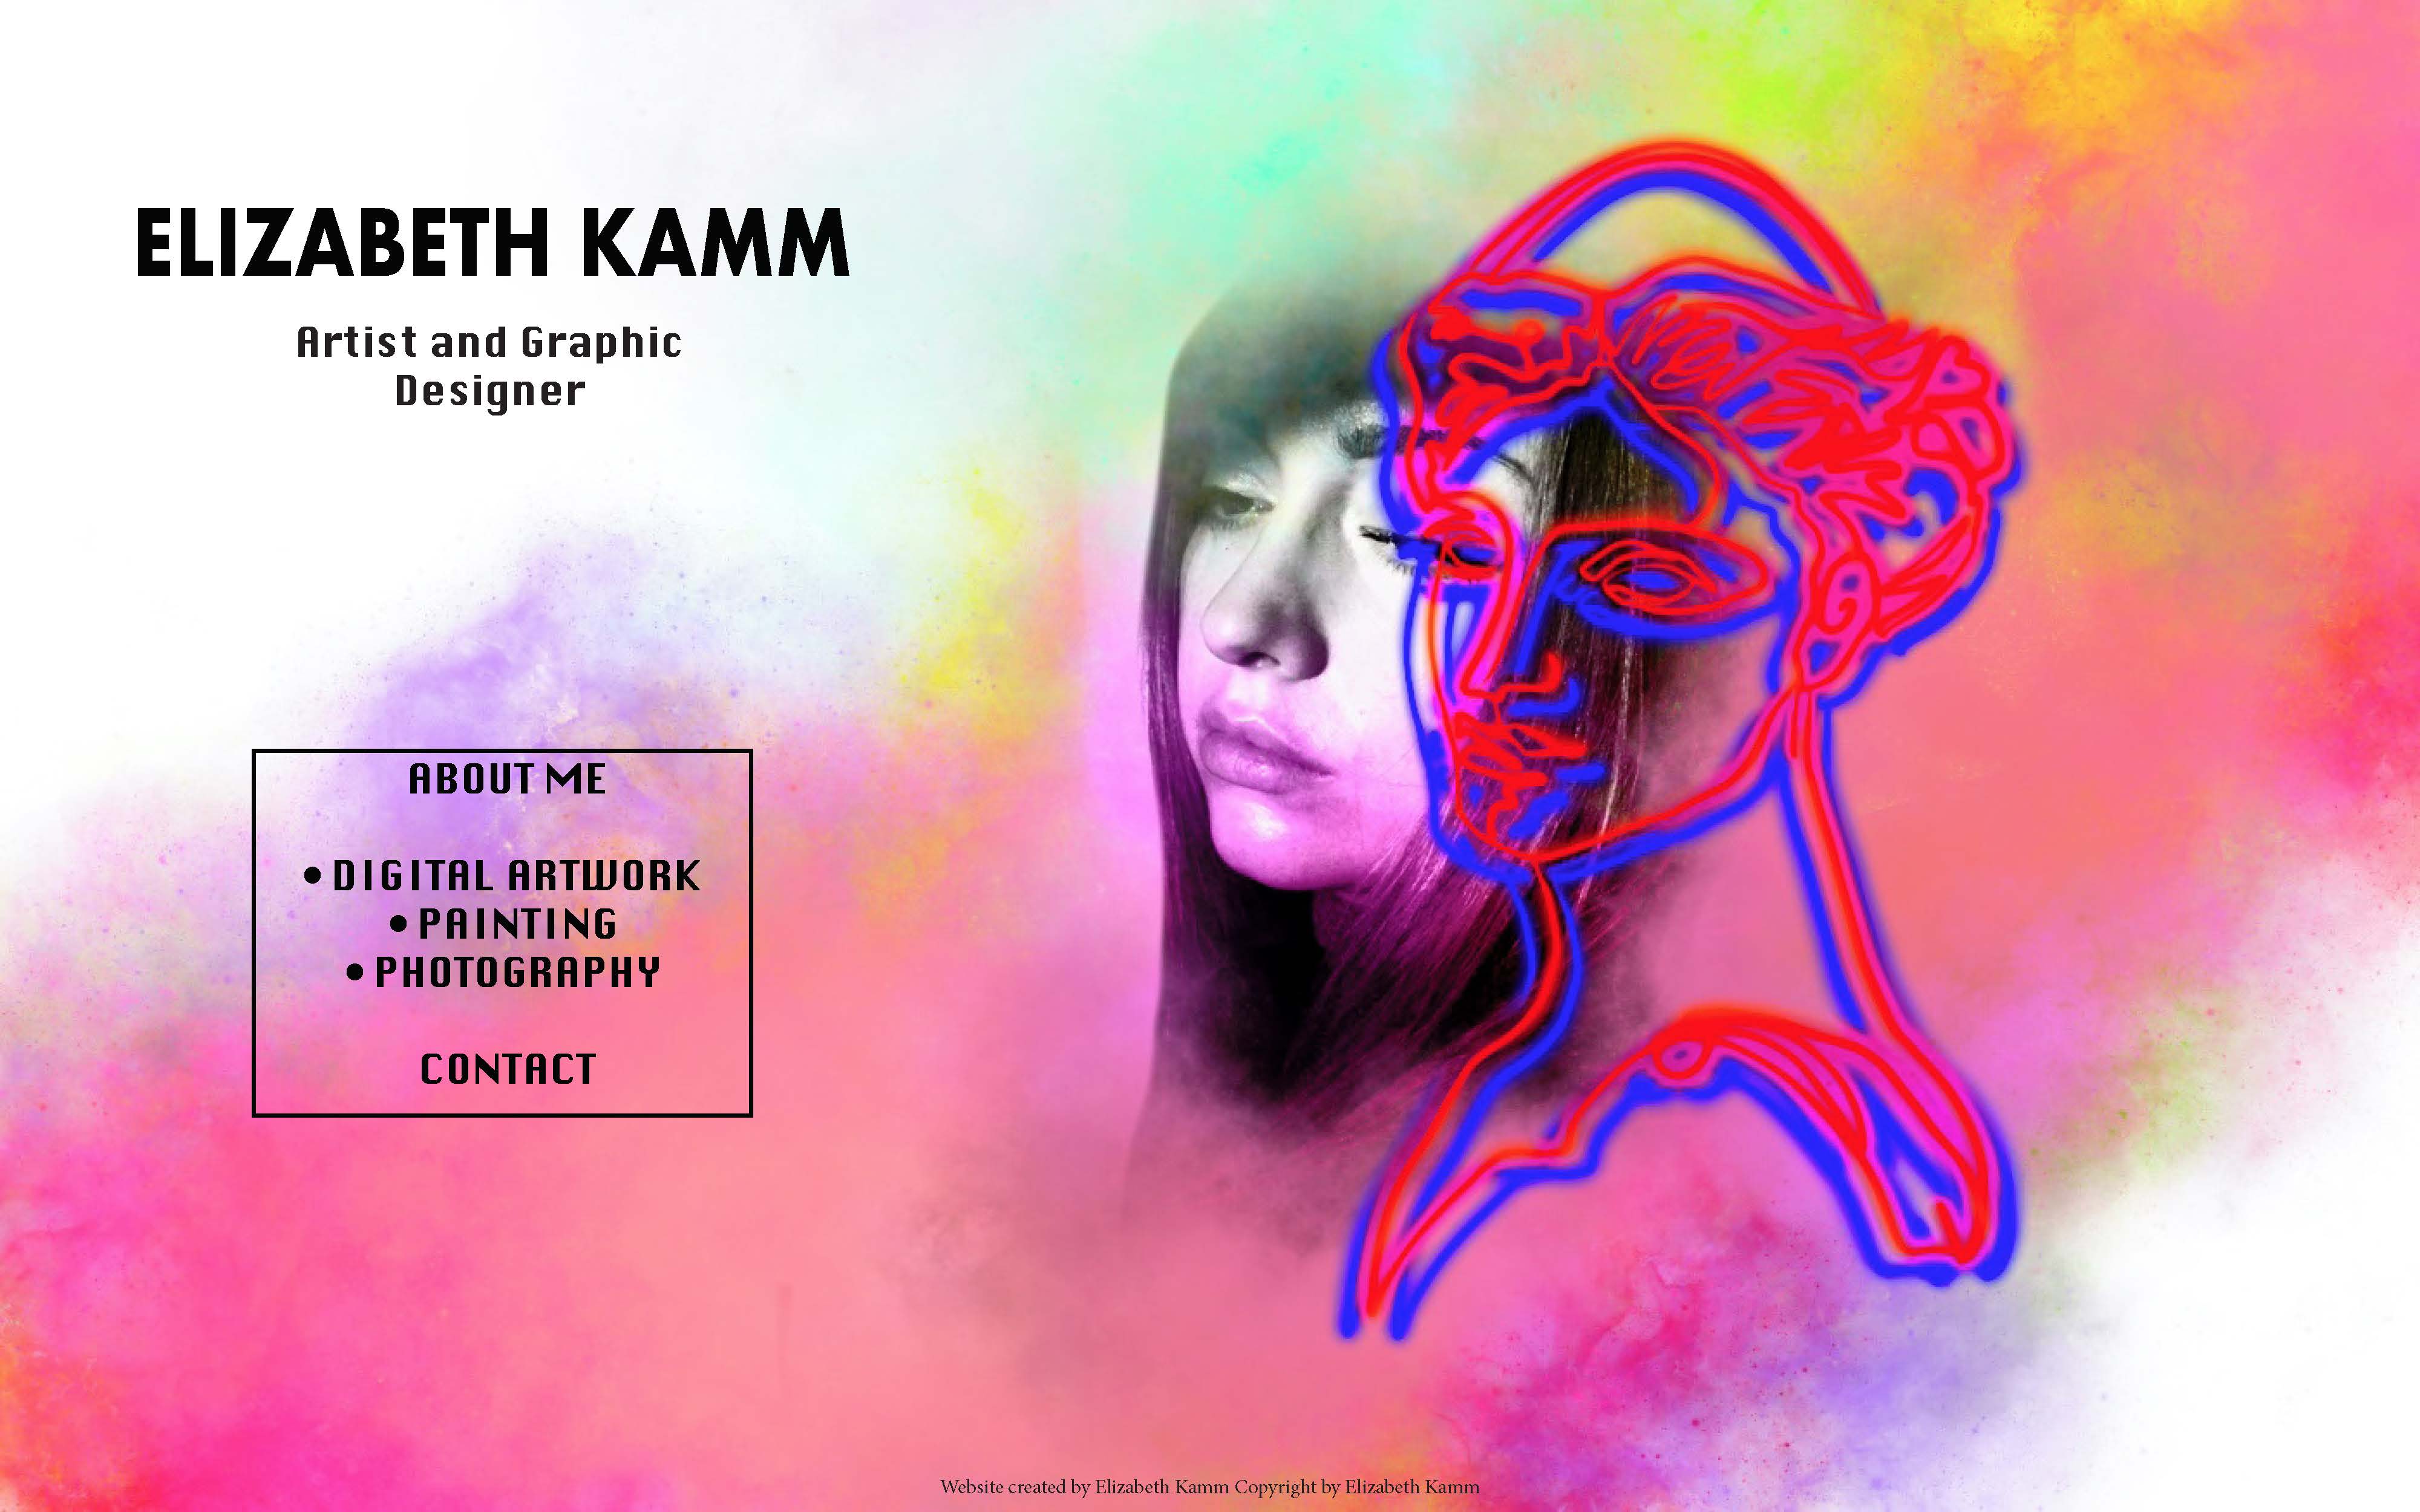 ELIZABETH KAMM
Artist and Graphic
Designer
ABOUT ME
• DIGITAL ARTWORK
• PAINTING
• PHOTOGRAPHY
CONTACT
Website created by Elizabeth Kamm Copyright by Elizabeth Kamm